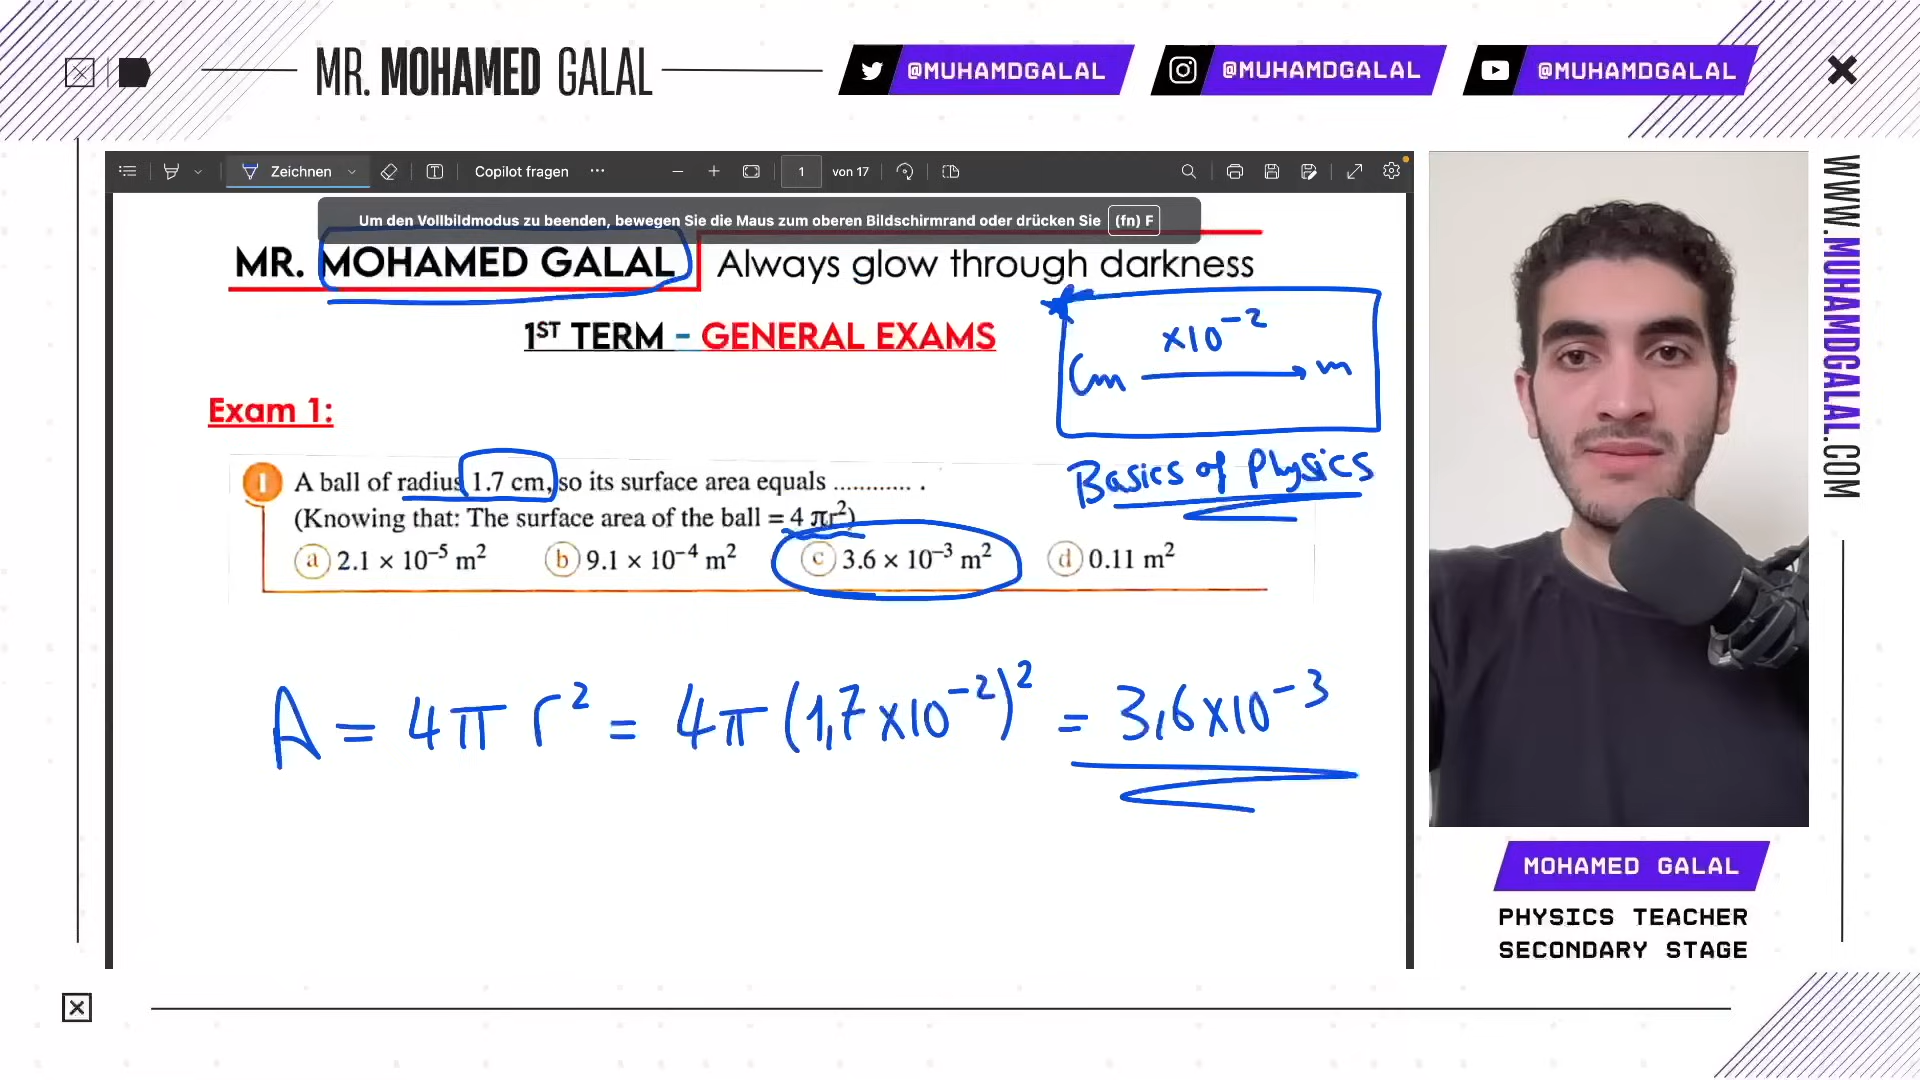 MR. MOHAMED GALAL
@MUHAMDGALAL
@MUHAMDGALAL
@MUHAMDGALAL
WWW.MUHAMDGALAL.COM
Zeichnen
Copilot fragen
1 von 17
Um den Vollbildmodus zu beenden, bewegen Sie die Maus zum oberen Bildschirmrand oder drücken Sie (fn) F
MR. MOHAMED GALAL Always glow through darkness
1ST TERM - GENERAL EXAMS
×10⁻²
Cm → m
Basics of Physics
Exam 1:
1 A ball of radius 1.7 cm, so its surface area equals ............ .
(Knowing that: The surface area of the ball = 4 πr²)
a 2.1 × 10⁻⁵ m² b 9.1 × 10⁻⁴ m² c 3.6 × 10⁻³ m² d 0.11 m²
A = 4π r² = 4π (1,7×10⁻²)² = 3,6×10⁻³
MOHAMED GALAL
PHYSICS TEACHER
SECONDARY STAGE